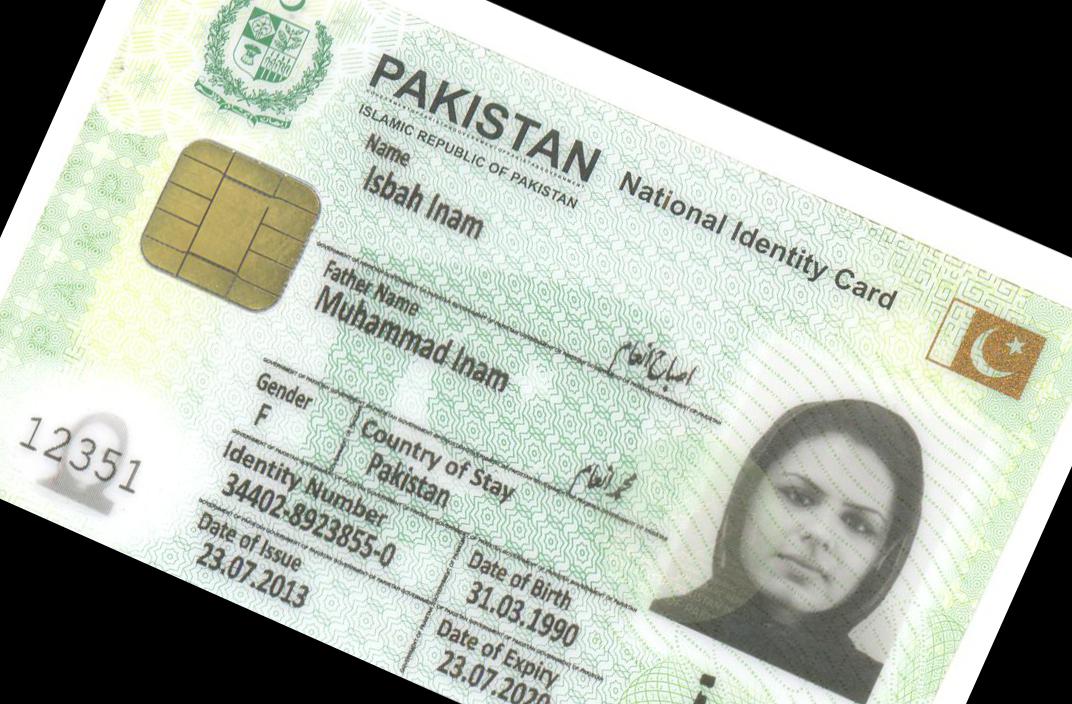 PAKISTAN
National Identity Card
ISLAMIC REPUBLIC OF PAKISTAN
Name
Isbah Inam
اصباح انعام
Father Name
Muhammad Inam
محمد انعام
Gender
F
Country of Stay
Pakistan
Identity Number
34402-8923855-0
Date of Birth
31.03.1990
Date of Issue
23.07.2013
Date of Expiry
23.07.2020
12351